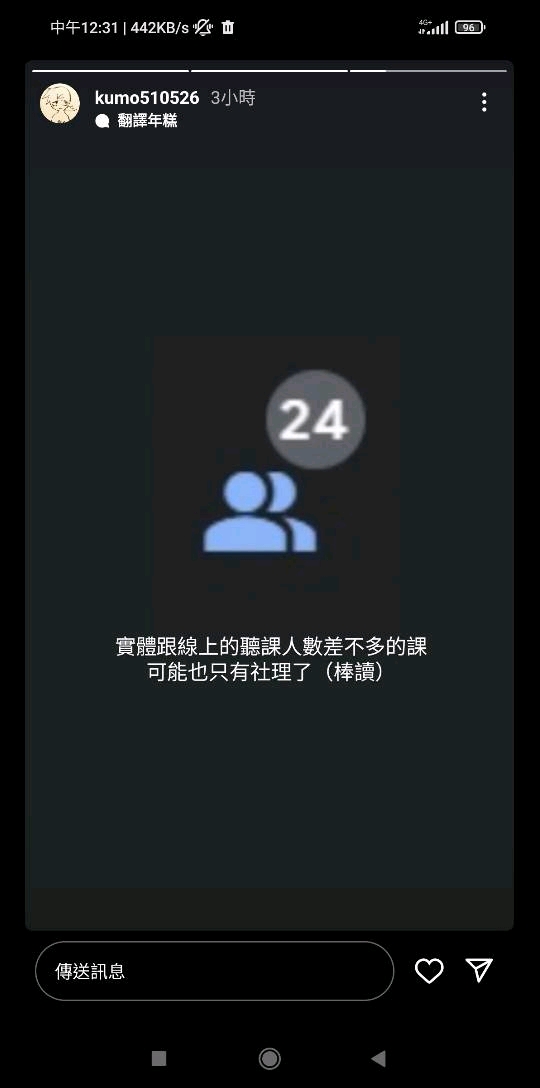 中午12:31 | 442KB/s
4G+
96
kumo510526 3小時
翻譯年糕
24
實體跟線上的聽課人數差不多的課
可能也只有社理了（棒讀）
傳送訊息